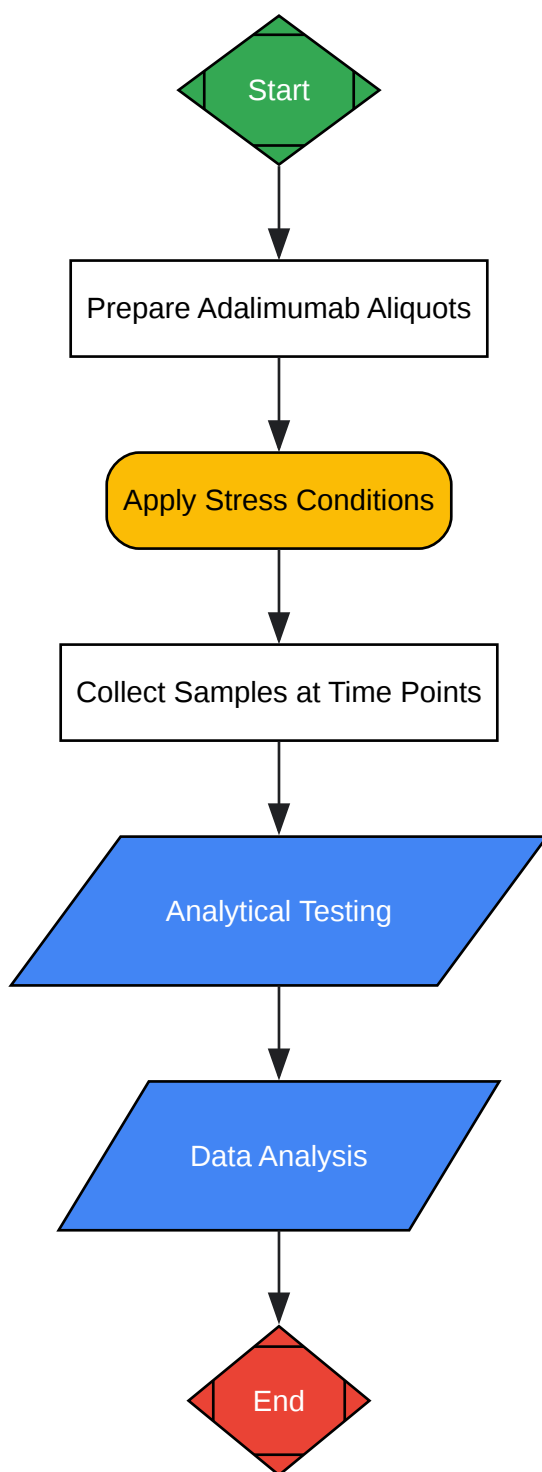 Start
Prepare Adalimumab Aliquots
Apply Stress Conditions
Collect Samples at Time Points
Analytical Testing
Data Analysis
End